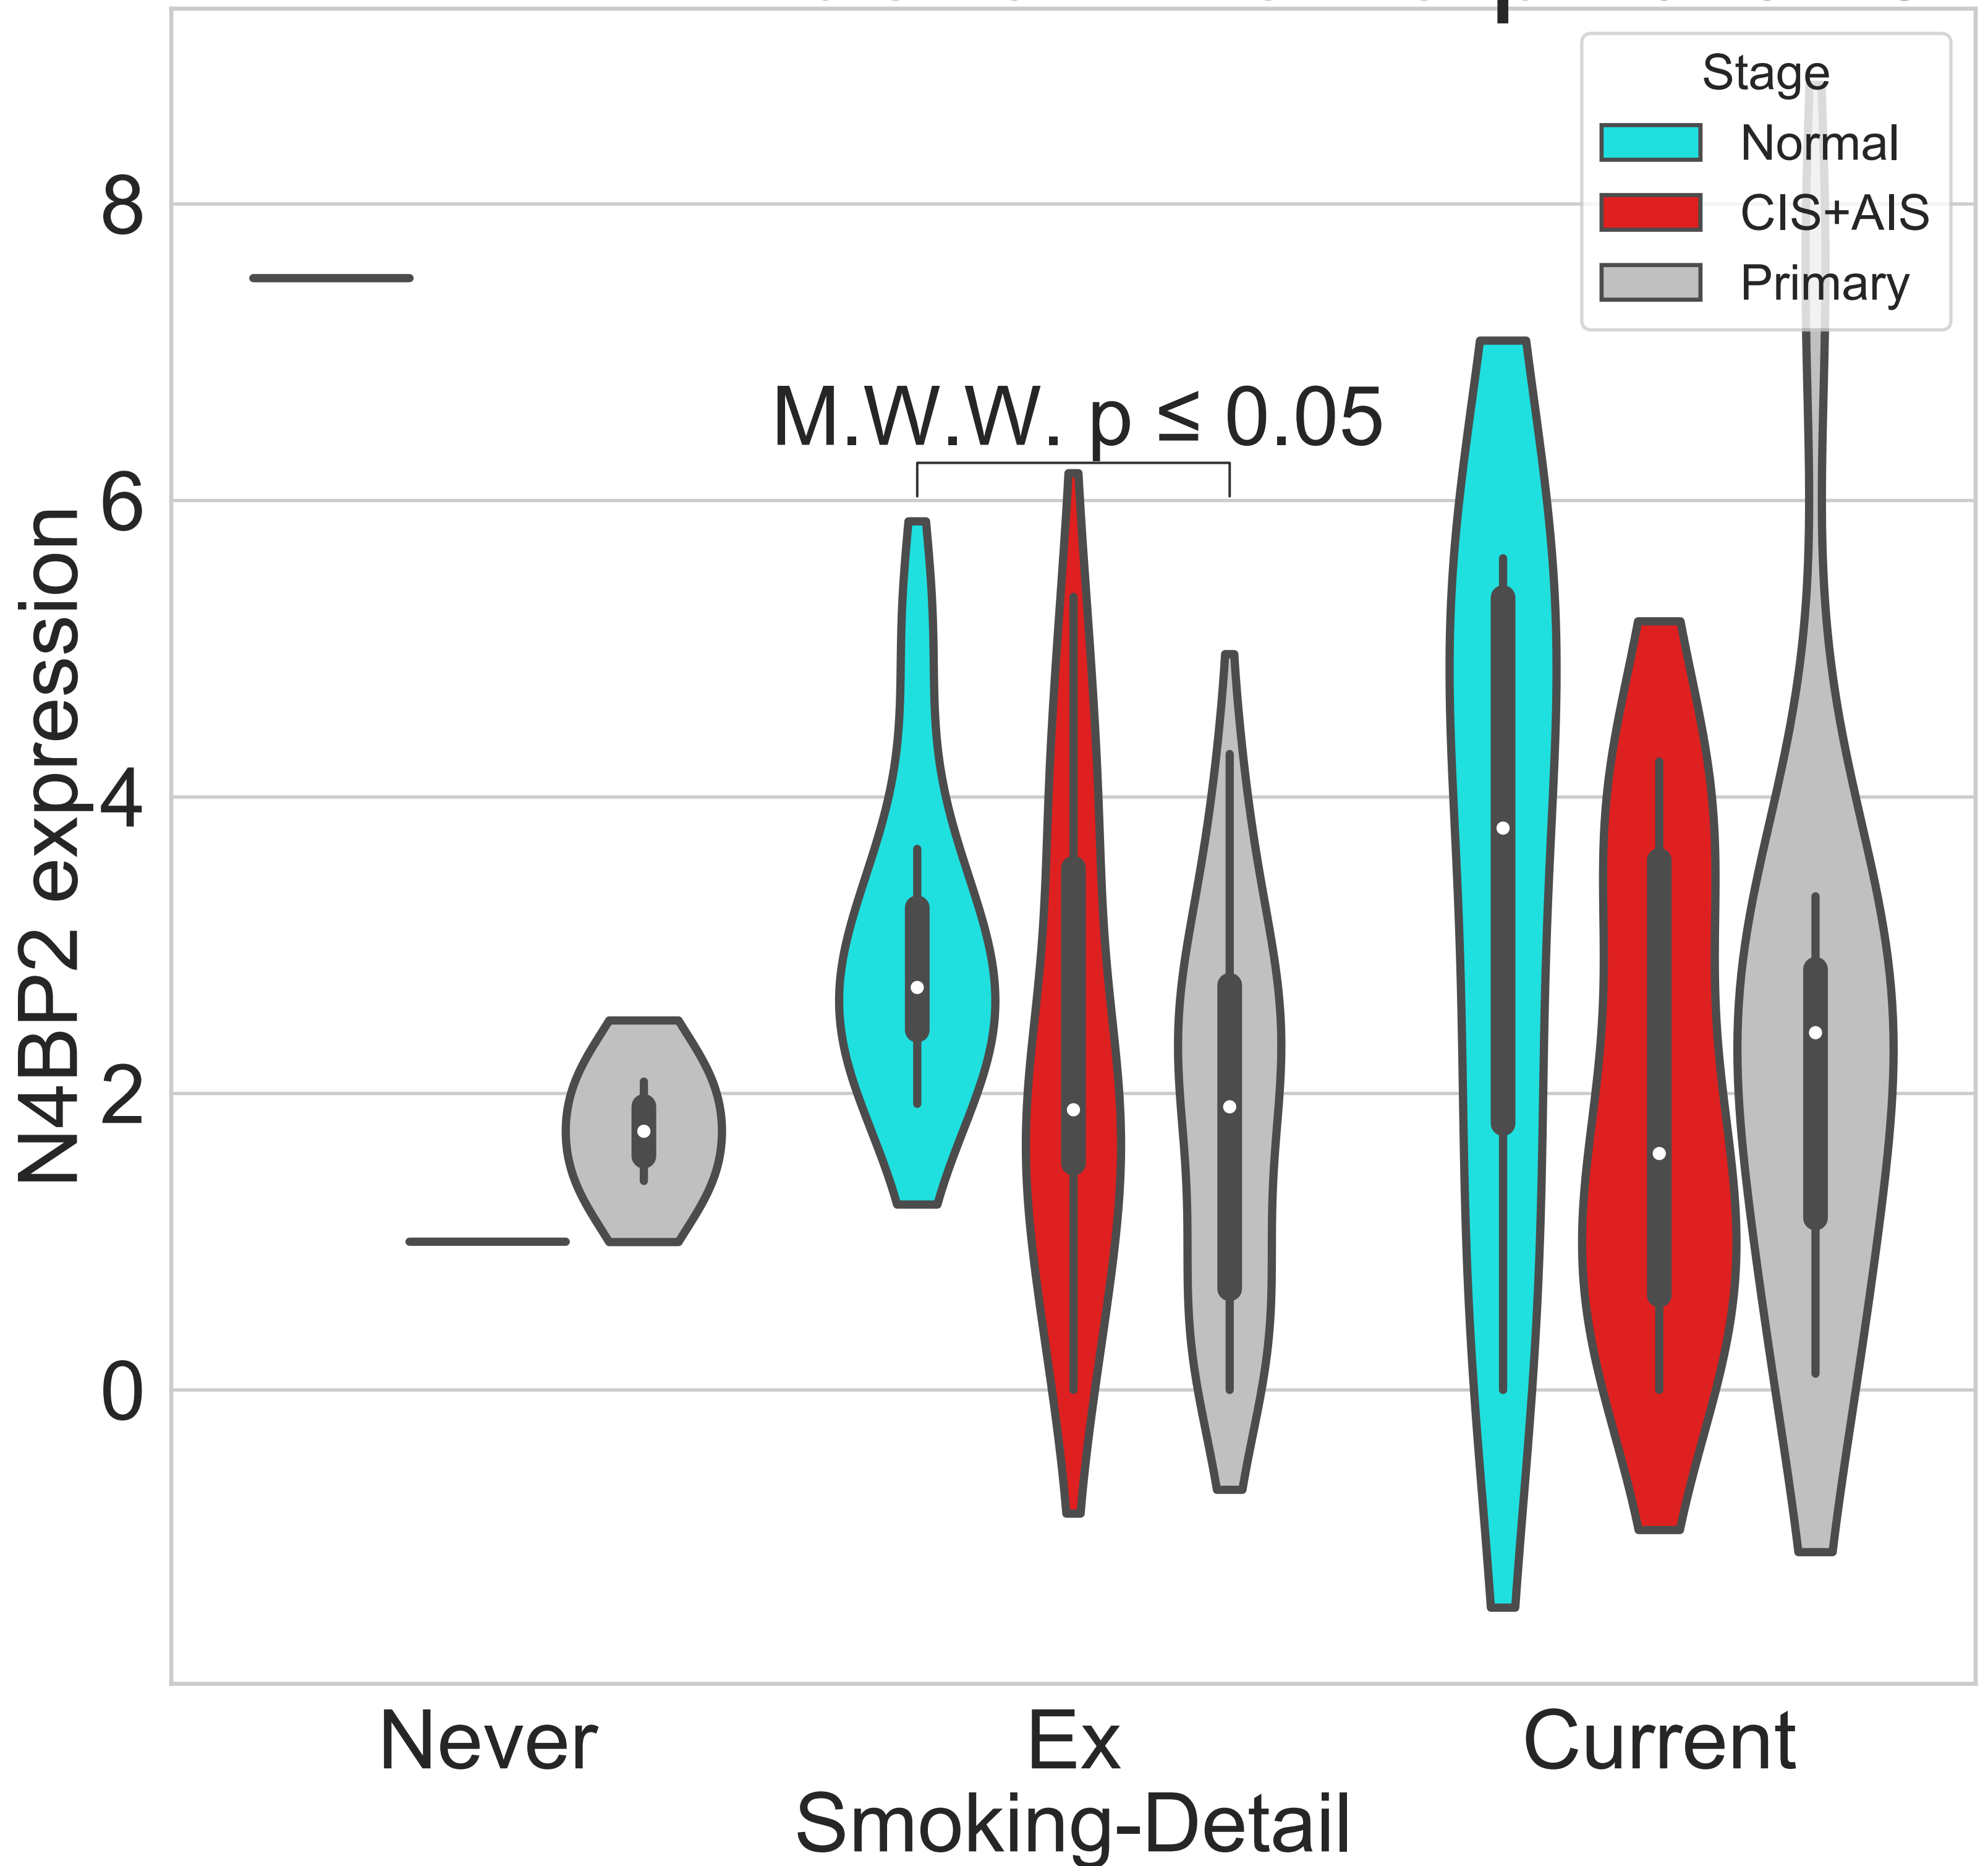 Stage
Normal
CIS+AIS
Primary
M.W.W. p ≤ 0.05
8
6
4
2
0
N4BP2 expression
Never
Ex
Current
Smoking-Detail